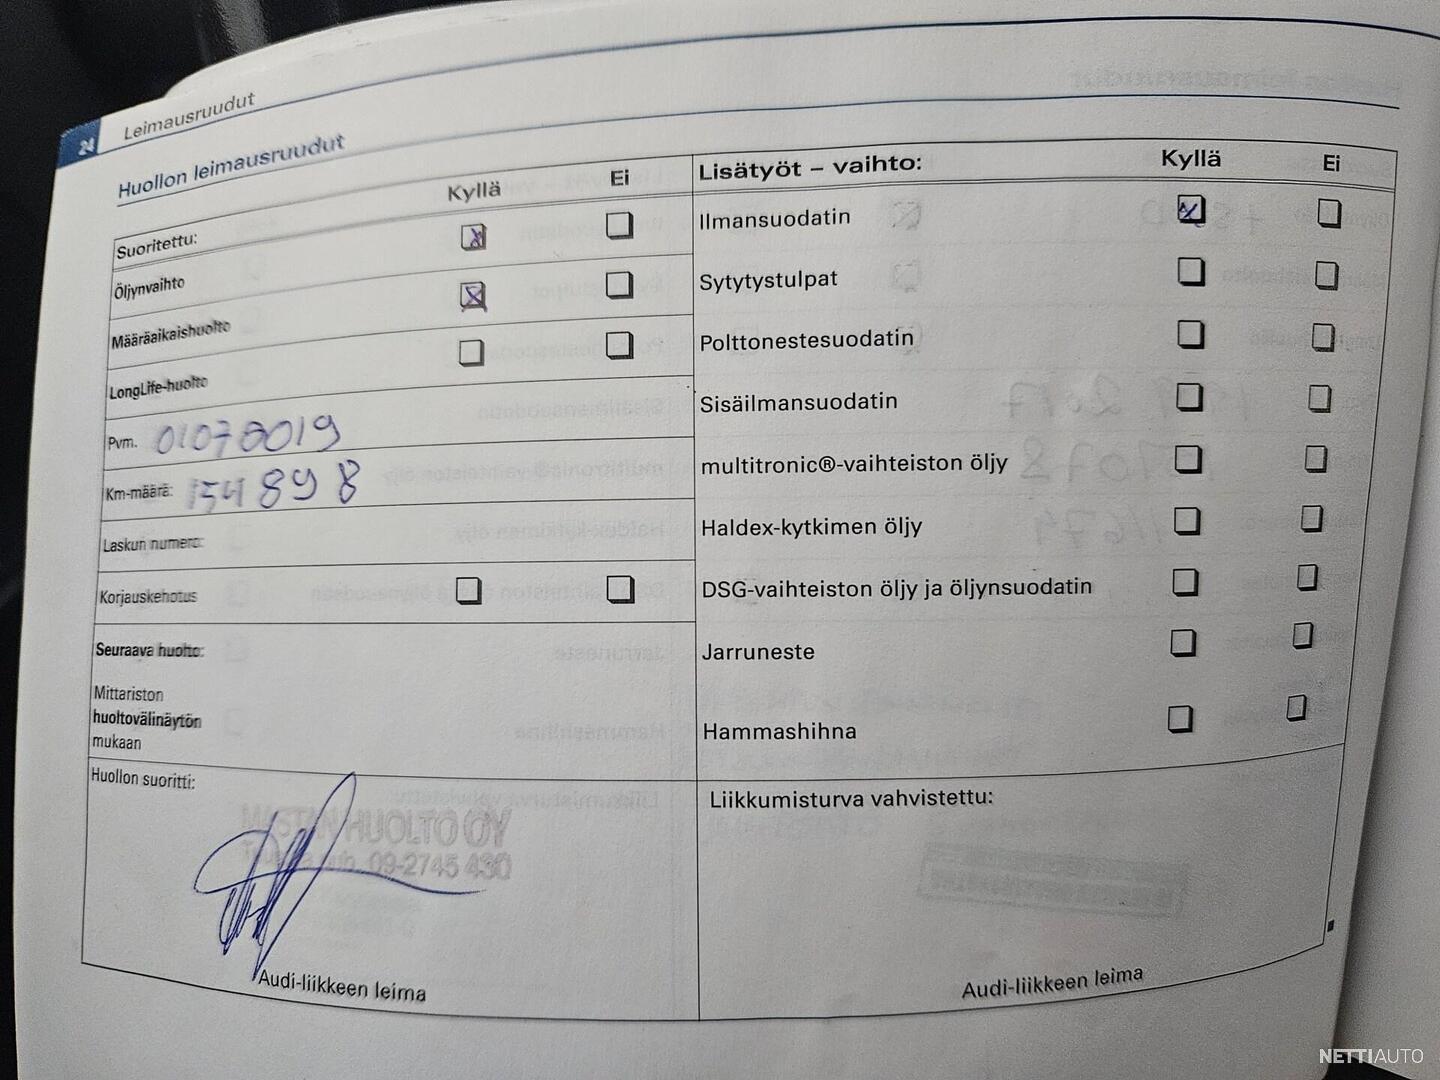 24 Leimausruudut
Huollon leimausruudut
Kyllä Ei
Suoritettu:
Öljynvaihto
Määräaikaishuolto
LongLife-huolto
Pvm. 01072019
Km-määrä: 154898
Laskun numero:
Korjauskehotus
Seuraava huolto:
Mittariston
huoltovälinäytön
mukaan
Huollon suoritti:
HUOLTO OY
09-2745 430
Audi-liikkeen leima
Lisätyöt – vaihto: Kyllä Ei
Ilmansuodatin
Sytytystulpat
Polttonestesuodatin
Sisäilmansuodatin
multitronic®-vaihteiston öljy
Haldex-kytkimen öljy
DSG-vaihteiston öljy ja öljynsuodatin
Jarruneste
Hammashihna
Liikkumisturva vahvistettu:
Audi-liikkeen leima
NETTIAUTO